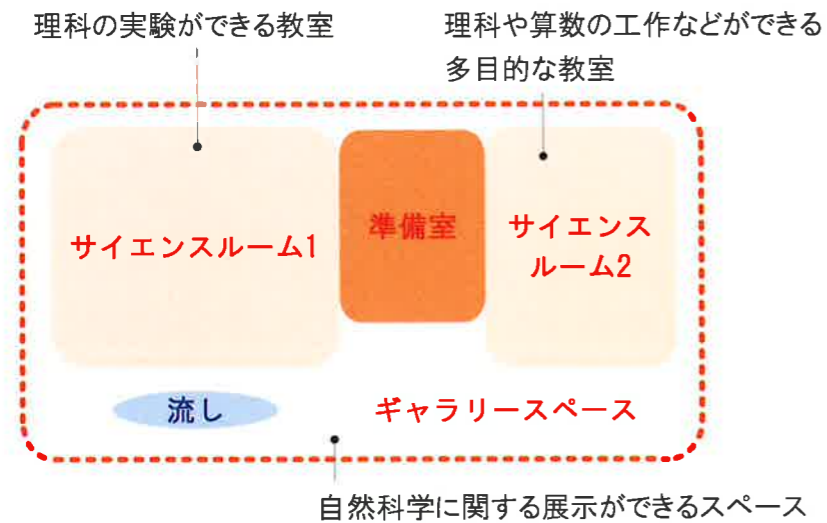 理科の実験ができる教室
理科や算数の工作などができる
多目的な教室
サイエンスルーム1
準備室
サイエンス
ルーム2
流し
ギャラリースペース
自然科学に関する展示ができるスペース